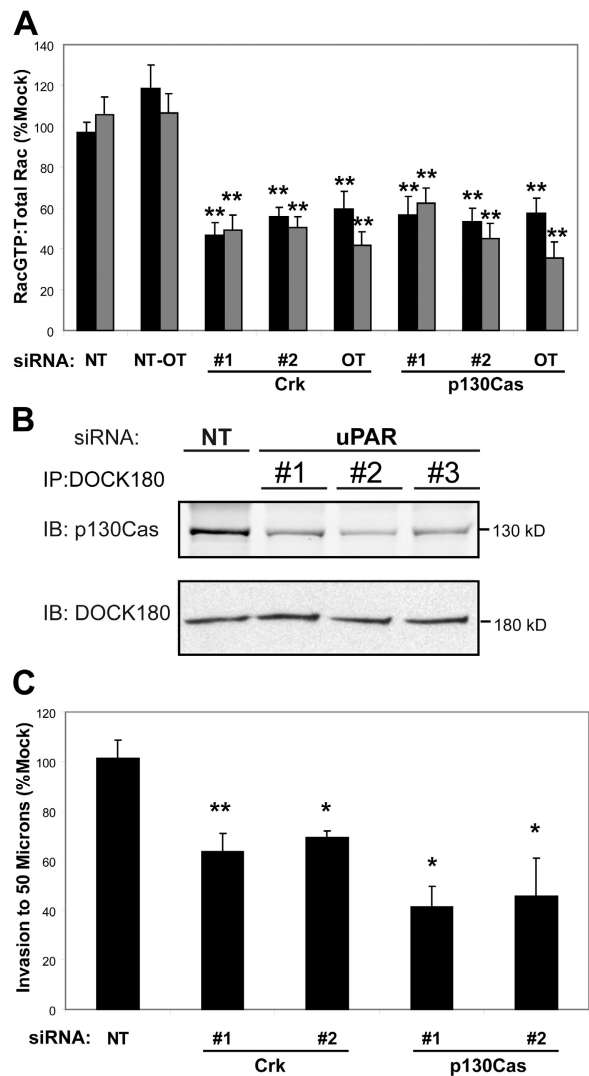 A
RacGTP:Total Rac (%Mock)
140
120
100
80
60
40
20
0
** ** ** ** ** ** ** ** ** ** ** **
siRNA: NT NT-OT #1 #2 OT #1 #2 OT
Crk p130Cas
B
siRNA: NT uPAR
IP:DOCK180 #1 #2 #3
IB: p130Cas 130 kD
IB: DOCK180 180 kD
C
Invasion to 50 Microns (%Mock)
120
100
80
60
40
20
0
** * * *
siRNA: NT #1 #2 #1 #2
Crk p130Cas